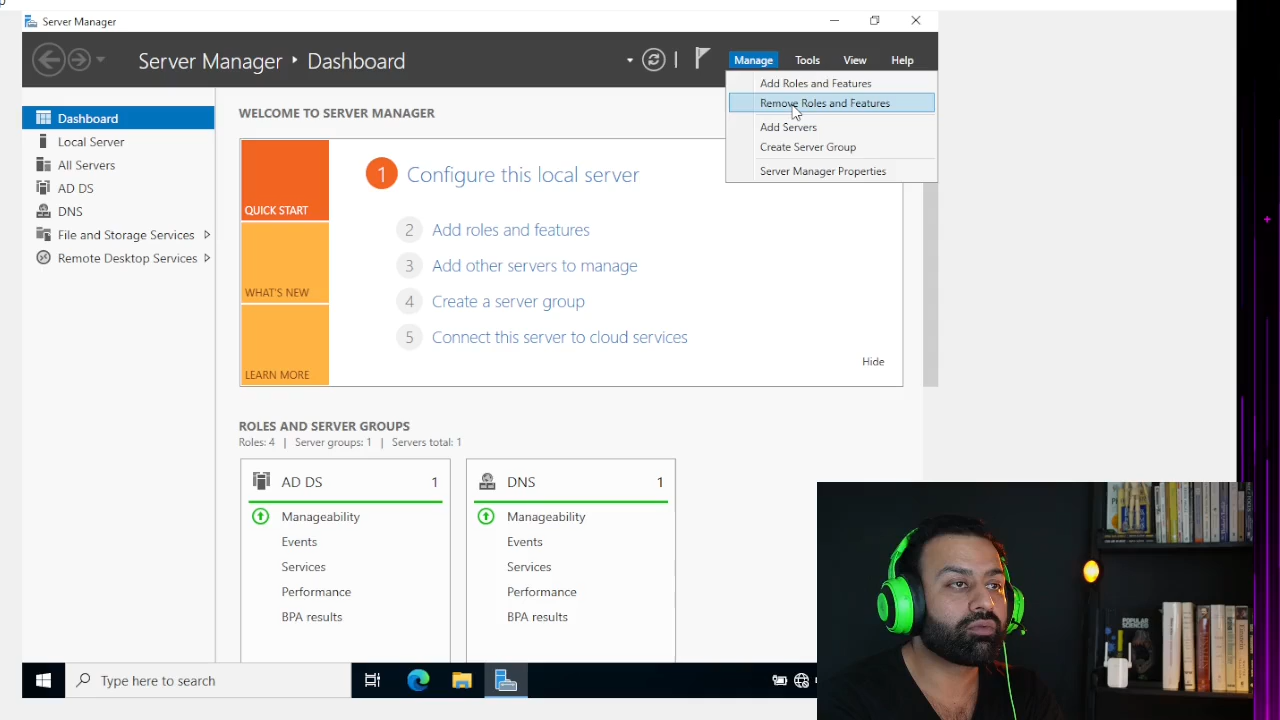 p
Server Manager
Server Manager ‣ Dashboard
Manage Tools View Help
Add Roles and Features
Remove Roles and Features
Add Servers
Create Server Group
Server Manager Properties
Dashboard
Local Server
All Servers
AD DS
DNS
File and Storage Services
Remote Desktop Services
WELCOME TO SERVER MANAGER
QUICK START
WHAT'S NEW
LEARN MORE
1 Configure this local server
2 Add roles and features
3 Add other servers to manage
4 Create a server group
5 Connect this server to cloud services
Hide
ROLES AND SERVER GROUPS
Roles: 4 | Server groups: 1 | Servers total: 1
AD DS 1
Manageability
Events
Services
Performance
BPA results
DNS 1
Manageability
Events
Services
Performance
BPA results
Type here to search
POPULAR
SCIENCE